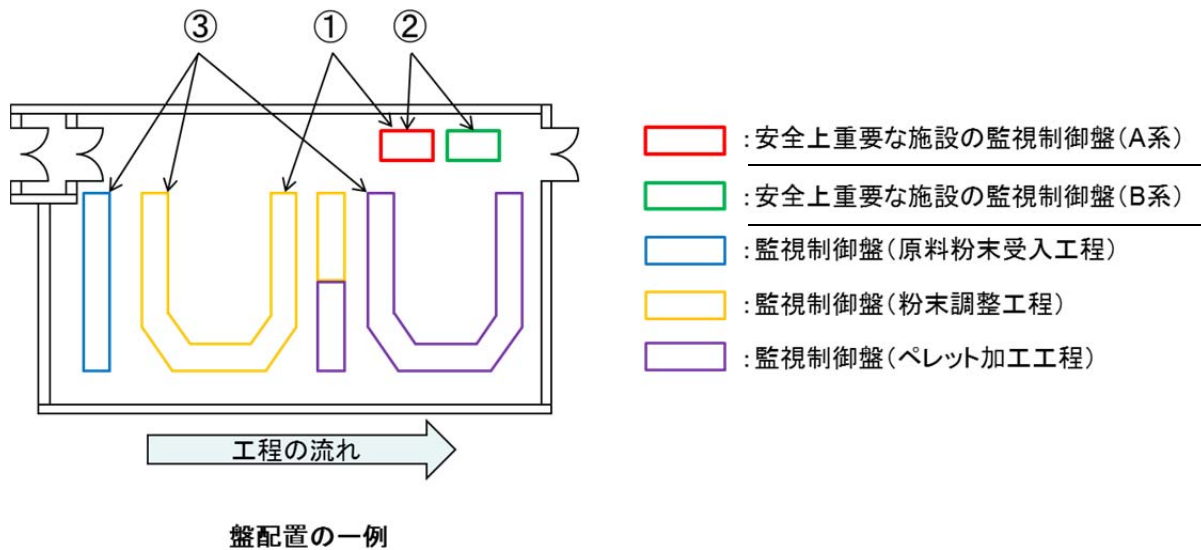 ③ ① ②
：安全上重要な施設の監視制御盤（A系）
：安全上重要な施設の監視制御盤（B系）
：監視制御盤（原料粉末受入工程）
：監視制御盤（粉末調整工程）
：監視制御盤（ペレット加工工程）
工程の流れ
盤配置の一例